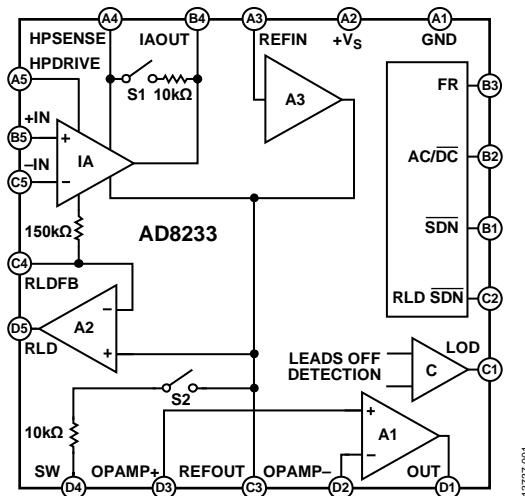 A4 B4 A3 A2 A1
HPSENSE IAOUT REFIN +VS GND
HPDRIVE
A5
S1 10kΩ
A3
FR B3
+IN
B5
+
IA
AC/DC B2
–IN
C5
–
150kΩ
AD8233
SDN B1
C4
RLDFB
RLD SDN C2
–
A2
D5
RLD
+
LEADS OFF
DETECTION
C
LOD
C1
S2
10kΩ
+
A1
–
SW OPAMP+ REFOUT OPAMP– OUT
D4 D3 C3 D2 D1
12737-001